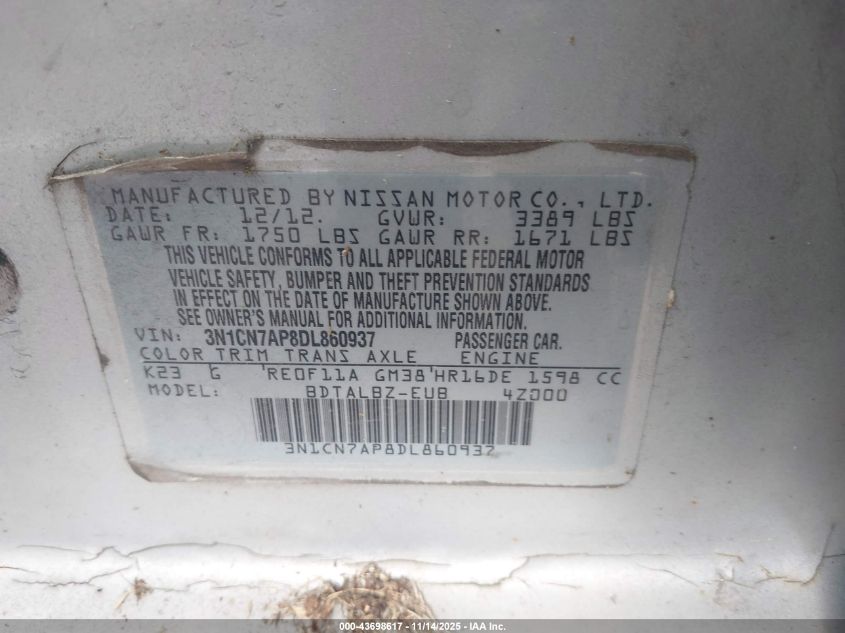 MANUFACTURED BY NISSAN MOTOR CO., LTD.
DATE: 12/12. GVWR: 3389 LBS
GAWR FR: 1750 LBS GAWR RR: 1671 LBS
THIS VEHICLE CONFORMS TO ALL APPLICABLE FEDERAL MOTOR
VEHICLE SAFETY, BUMPER AND THEFT PREVENTION STANDARDS
IN EFFECT ON THE DATE OF MANUFACTURE SHOWN ABOVE.
SEE OWNER'S MANUAL FOR ADDITIONAL INFORMATION.
VIN: 3N1CN7AP8DL860937 PASSENGER CAR.
COLOR TRIM TRANS AXLE ENGINE
K23 G RE0F11A GM38 HR16DE 1598 CC
MODEL: BDTALBZ-EUB 4Z000
3N1CN7AP8DL860937
000-43698617 — 11/14/2025 — IAA Inc.